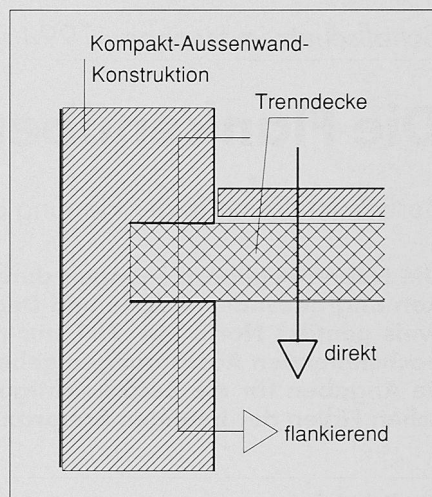 Kompakt-Aussenwand-
Konstruktion
Trenndecke
direkt
flankierend